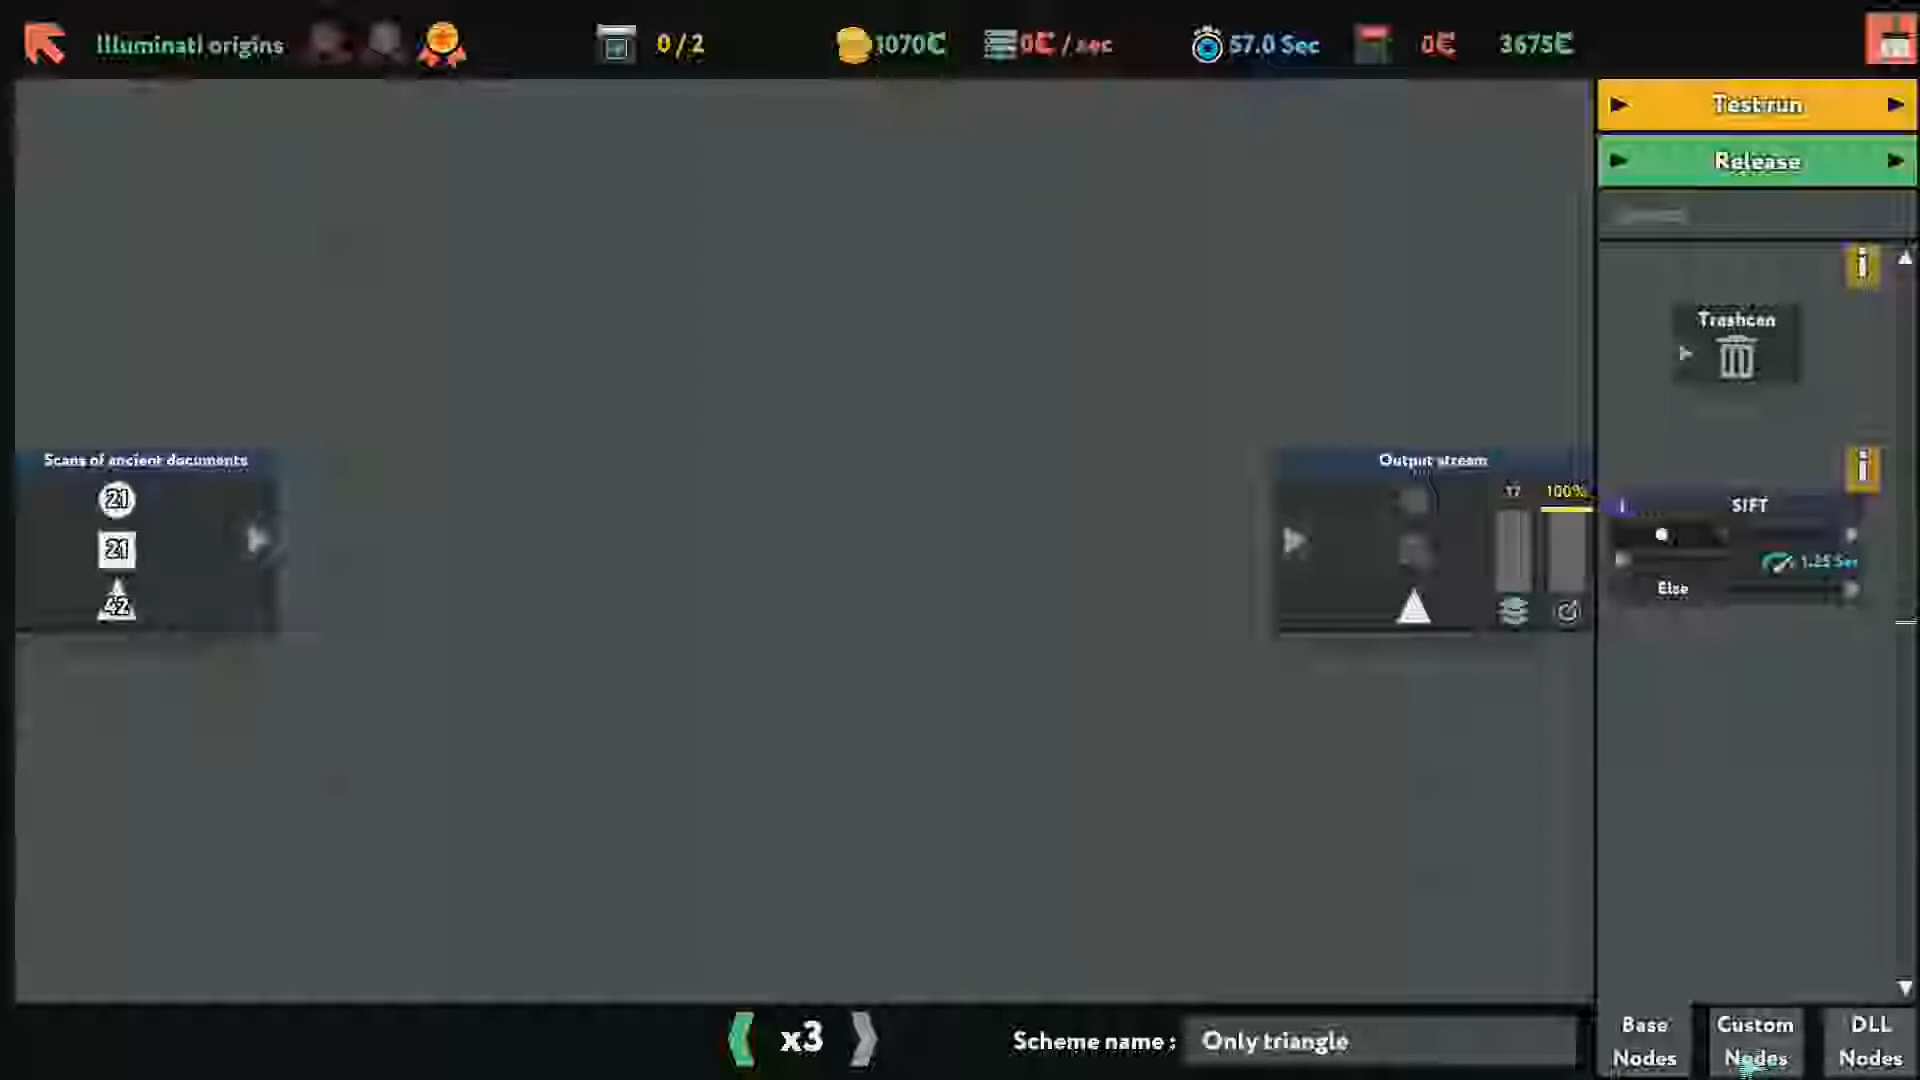 Illuminati origins
0 / 2
1070€
0€ / sec
57.0 Sec
0€
3675€
Testrun
Release
Trashcan
Scans of ancient documents
21
21
42
Output stream
17
100%
SIFT
1.25 Sec
Else
x3
Scheme name :
Only triangle
Base
Nodes
Custom
Nodes
DLL
Nodes